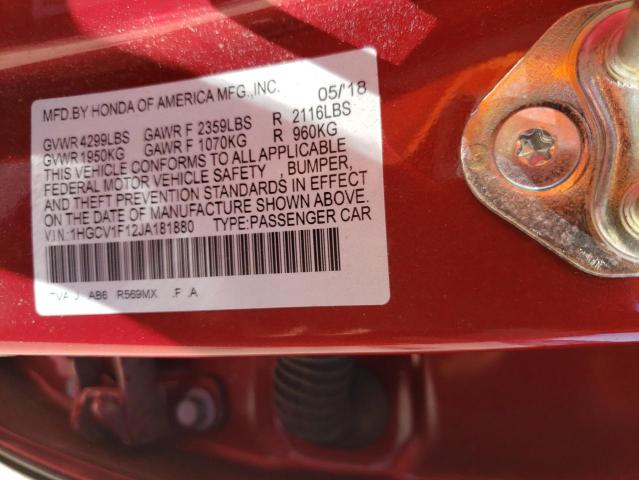 MFD.BY HONDA OF AMERICA MFG.,INC. 05/'18
GVWR 4299LBS GAWR F 2359LBS R 2116LBS
GVWR 1950KG GAWR F 1070KG R 960KG
THIS VEHICLE CONFORMS TO ALL APPLICABLE
FEDERAL MOTOR VEHICLE SAFETY , BUMPER,
AND THEFT PREVENTION STANDARDS IN EFFECT
ON THE DATE OF MANUFACTURE SHOWN ABOVE.
V.I.N.:1HGCV1F12JA181880 TYPE:PASSENGER CAR
TVA J AB6 R569MX .F .A